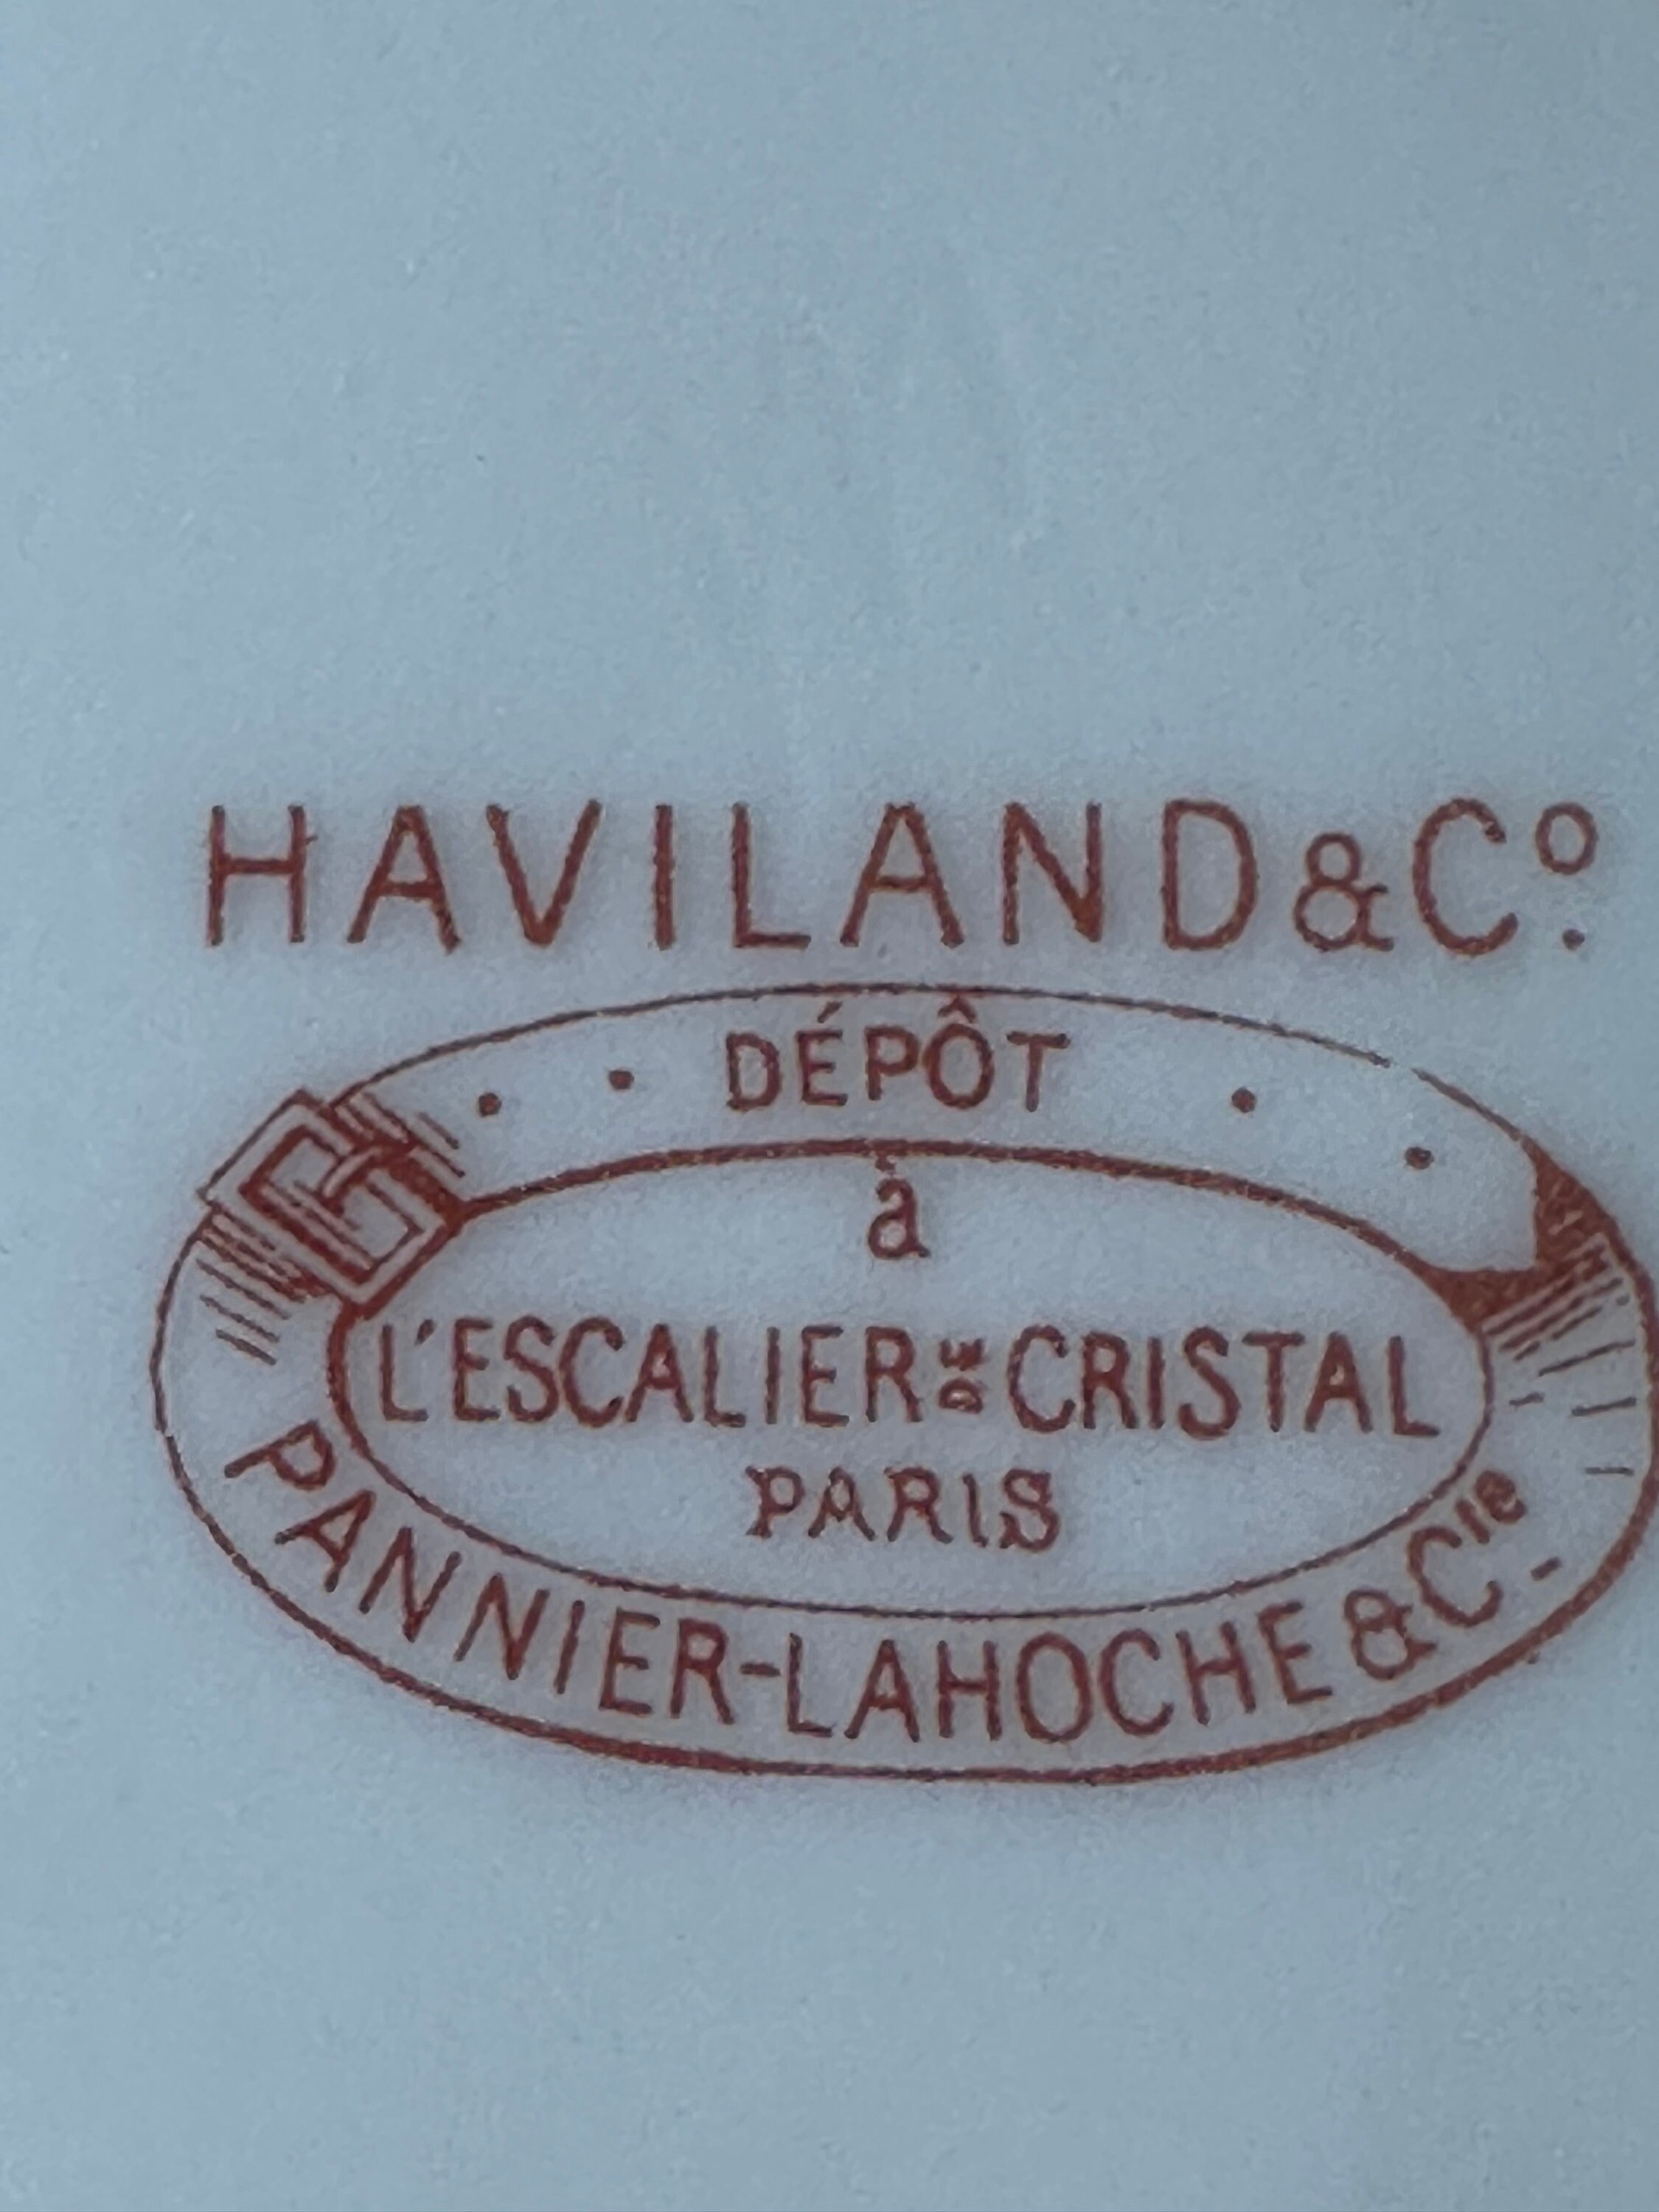 HAVILAND & Cº.
DÉPÔT
à
L'ESCALIER DE CRISTAL
PARIS
PANNIER-LAHOCHE & Cie